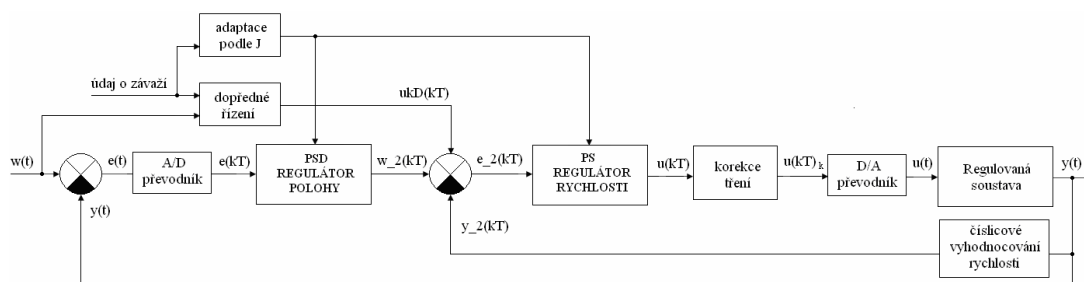 adaptace
podle J
údaj o závaží
dopředné
řízení
ukD(kT)
w(t)
e(t)
A/D
převodník
e(kT)
PSD
REGULÁTOR
POLOHY
w_2(kT)
e_2(kT)
PS
REGULÁTOR
RYCHLOSTI
u(kT)
korekce
tření
u(kT)k
D/A
převodník
u(t)
Regulovaná
soustava
y(t)
y(t)
y_2(kT)
číslicové
vyhodnocování
rychlosti